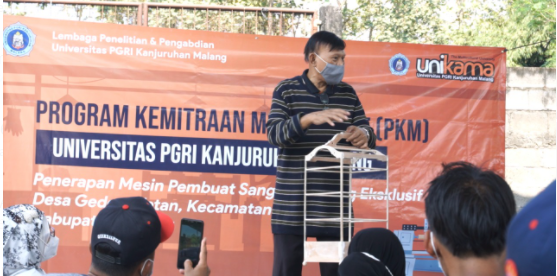 Lembaga Penelitian & Pengabdian
Universitas PGRI Kanjuruhan Malang
unikama
Universitas PGRI Kanjuruhan Malang
PROGRAM KEMITRAAN M (PKM)
UNIVERSITAS PGRI KANJURUH NG
Penerapan Mesin Pembuat Sang Eksklusif
Desa Ged tan, Kecamatan
Kabupat